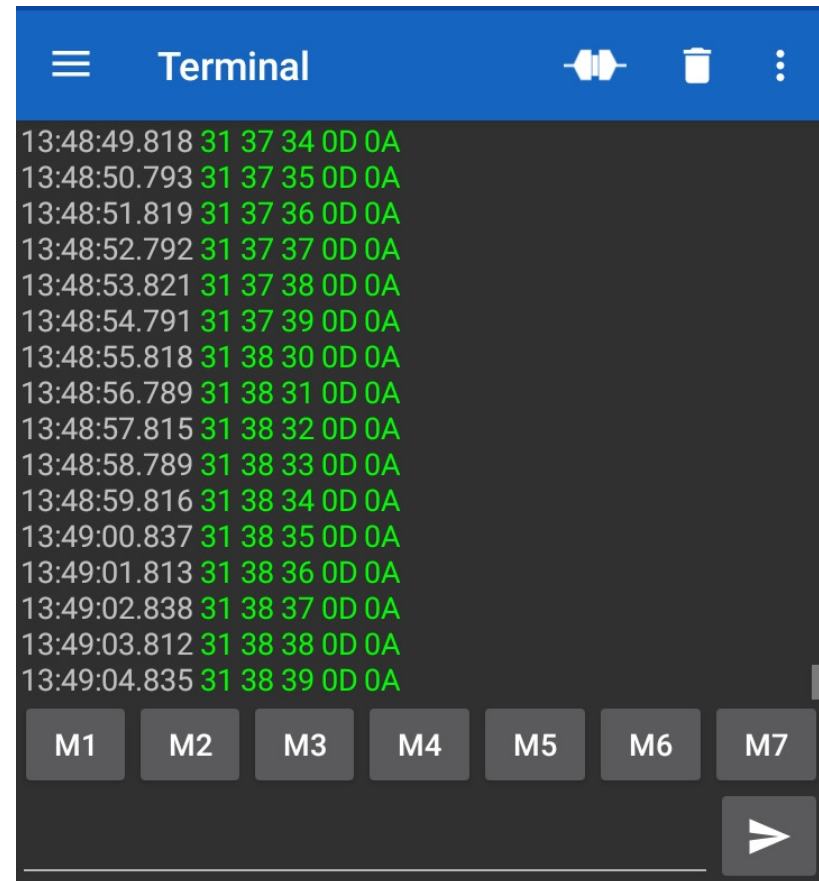 Terminal
13:48:49.818 31 37 34 0D 0A
13:48:50.793 31 37 35 0D 0A
13:48:51.819 31 37 36 0D 0A
13:48:52.792 31 37 37 0D 0A
13:48:53.821 31 37 38 0D 0A
13:48:54.791 31 37 39 0D 0A
13:48:55.818 31 38 30 0D 0A
13:48:56.789 31 38 31 0D 0A
13:48:57.815 31 38 32 0D 0A
13:48:58.789 31 38 33 0D 0A
13:48:59.816 31 38 34 0D 0A
13:49:00.837 31 38 35 0D 0A
13:49:01.813 31 38 36 0D 0A
13:49:02.838 31 38 37 0D 0A
13:49:03.812 31 38 38 0D 0A
13:49:04.835 31 38 39 0D 0A
M1 M2 M3 M4 M5 M6 M7